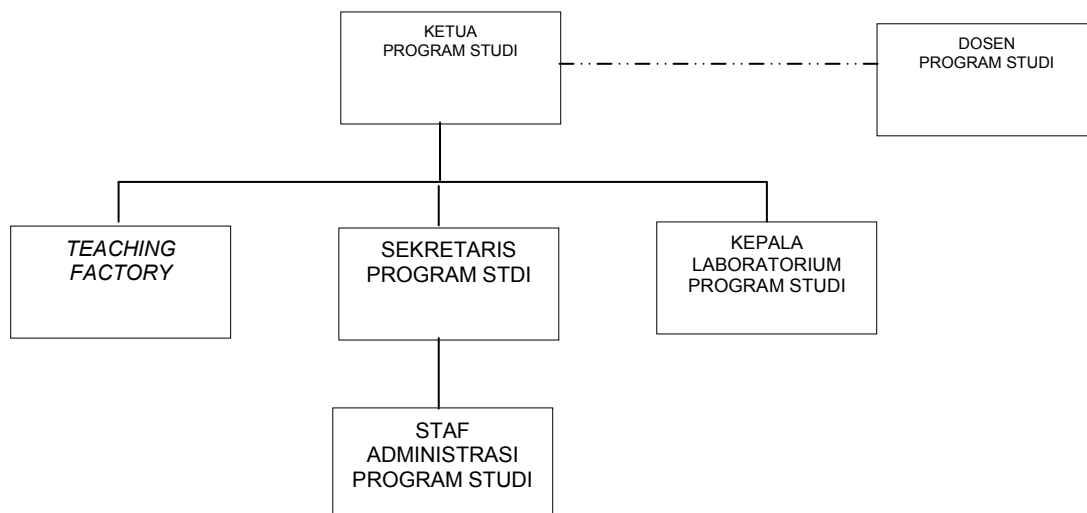 KETUA
PROGRAM STUDI
DOSEN
PROGRAM STUDI
TEACHING
FACTORY
SEKRETARIS
PROGRAM STDI
KEPALA
LABORATORIUM
PROGRAM STUDI
STAF
ADMINISTRASI
PROGRAM STUDI